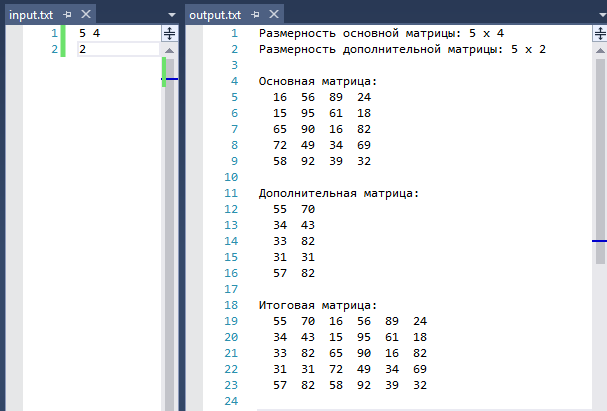 input.txt
1 5 4
2 2
output.txt
1 Размерность основной матрицы: 5 x 4
2 Размерность дополнительной матрицы: 5 x 2
3
4 Основная матрица:
5 16 56 89 24
6 15 95 61 18
7 65 90 16 82
8 72 49 34 69
9 58 92 39 32
10
11 Дополнительная матрица:
12 55 70
13 34 43
14 33 82
15 31 31
16 57 82
17
18 Итоговая матрица:
19 55 70 16 56 89 24
20 34 43 15 95 61 18
21 33 82 65 90 16 82
22 31 31 72 49 34 69
23 57 82 58 92 39 32
24